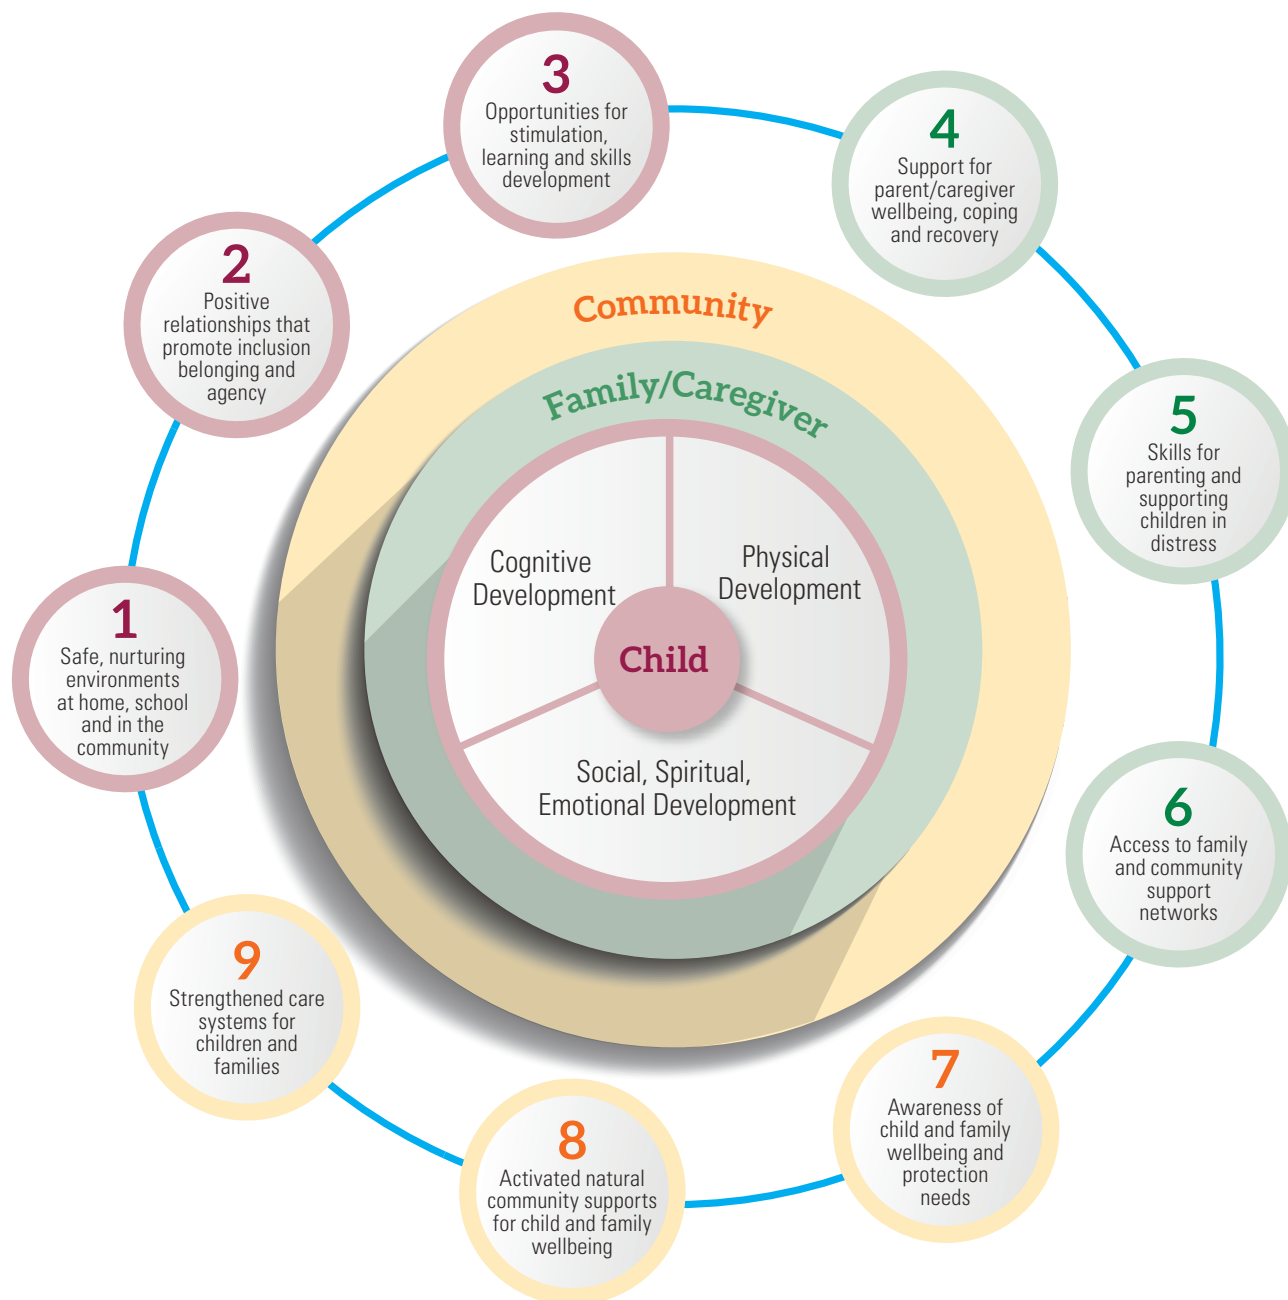 3
Opportunities for
stimulation,
learning and skills
development
4
Support for
parent/caregiver
wellbeing, coping
and recovery
2
Positive
relationships that
promote inclusion
belonging and
agency
Community
Family/Caregiver
5
Skills for
parenting and
supporting
children in
distress
Cognitive
Development
Physical
Development
Child
Social, Spiritual,
Emotional Development
1
Safe, nurturing
environments
at home, school
and in the
community
6
Access to family
and community
support
networks
9
Strengthened care
systems for
children and
families
7
Awareness of
child and family
wellbeing and
protection
needs
8
Activated natural
community supports
for child and family
wellbeing